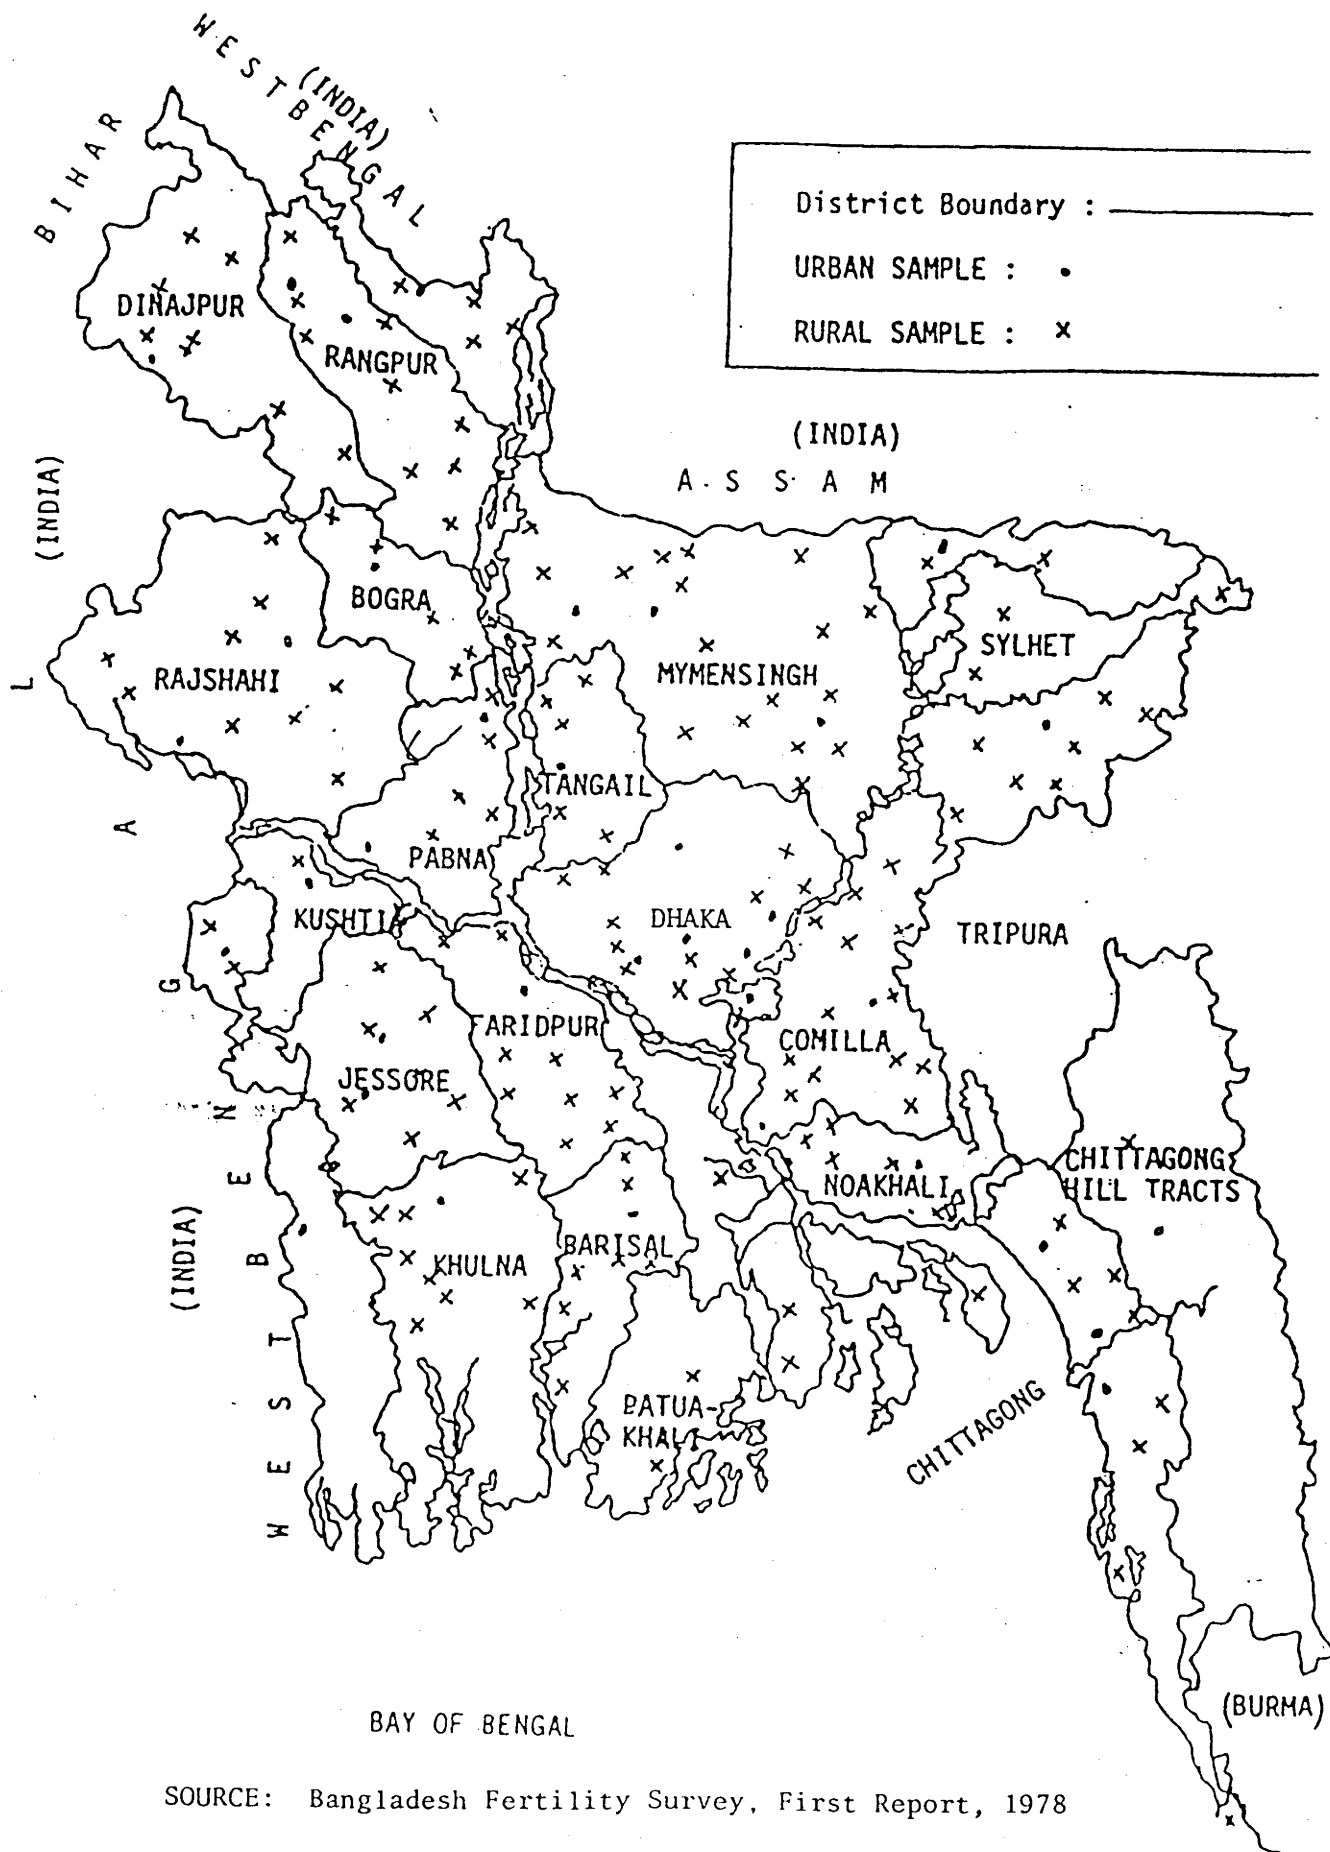 WEST BENGAL
(INDIA)
BIHAR
District Boundary :
URBAN SAMPLE : •
RURAL SAMPLE : x
DINAJPUR
RANGPUR
(INDIA)
ASSAM
(INDIA)
BOGRA
RAJSHAHI
MYMENSINGH
SYLHET
TANGAIL
PABNA
KUSHTIA
DHAKA
TRIPURA
FARIDPUR
COMILLA
JESSORE
CHITTAGONG
HILL TRACTS
NOAKHALI
BARISAL
KHULNA
(INDIA)
WEST BENGAL
PATUA-
KHALI
CHITTAGONG
(BURMA)
BAY OF BENGAL
SOURCE: Bangladesh Fertility Survey, First Report, 1978